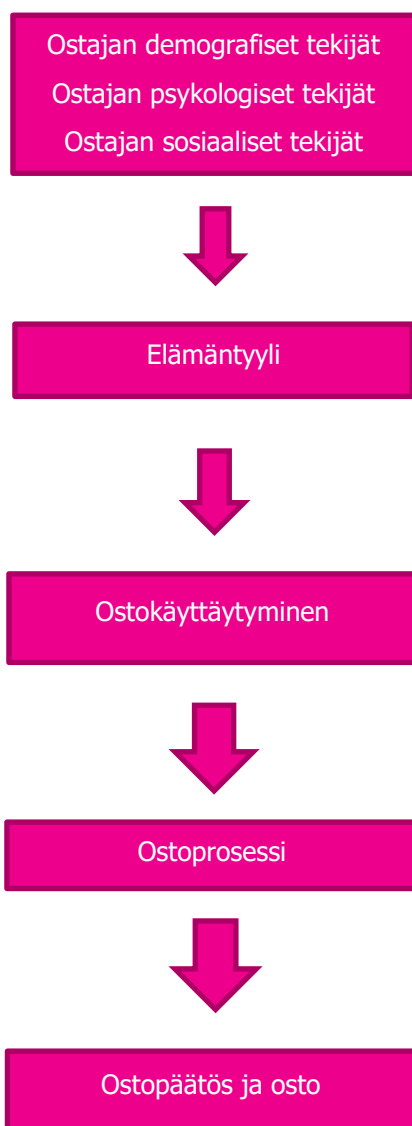 Ostajan demografiset tekijät
Ostajan psykologiset tekijät
Ostajan sosiaaliset tekijät
Elämäntyyli
Ostokäyttäytyminen
Ostoprosessi
Ostopäätös ja osto